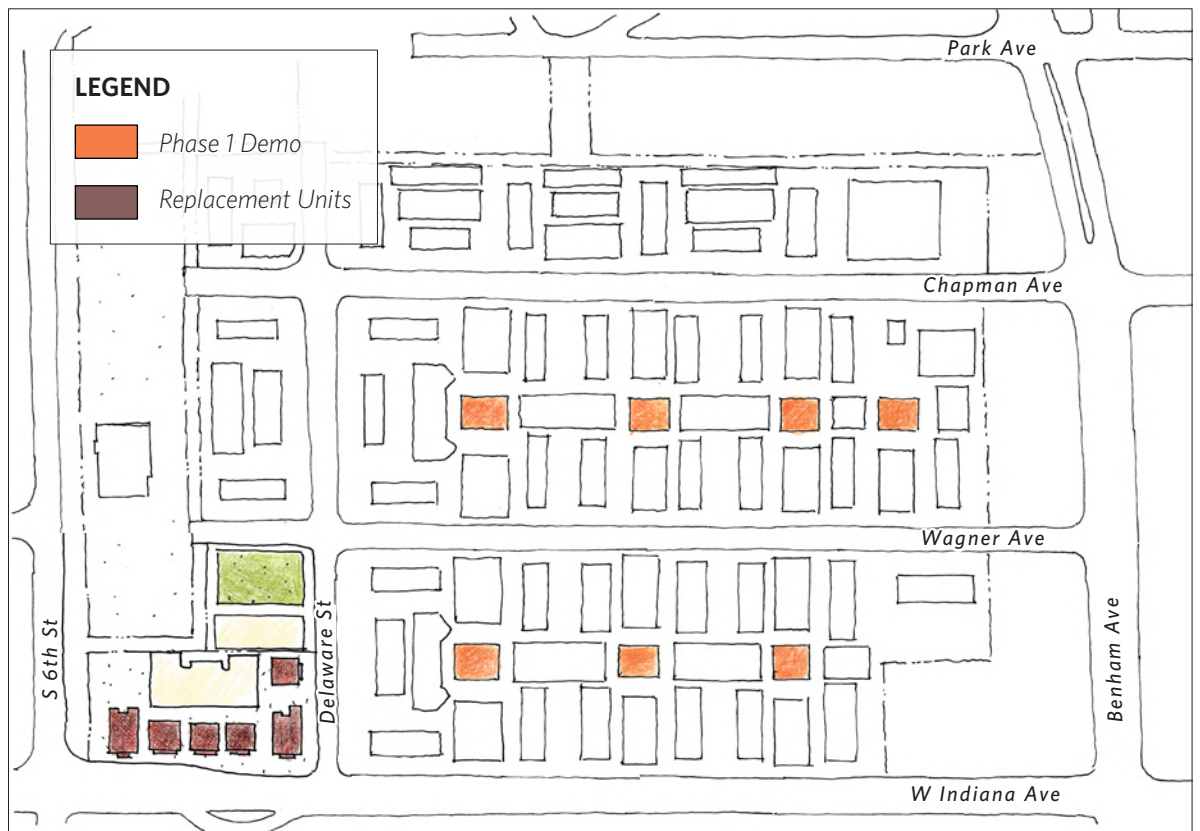 Park Ave
LEGEND
Phase 1 Demo
Replacement Units
Chapman Ave
Wagner Ave
S 6th St
Delaware St
Benham Ave
W Indiana Ave